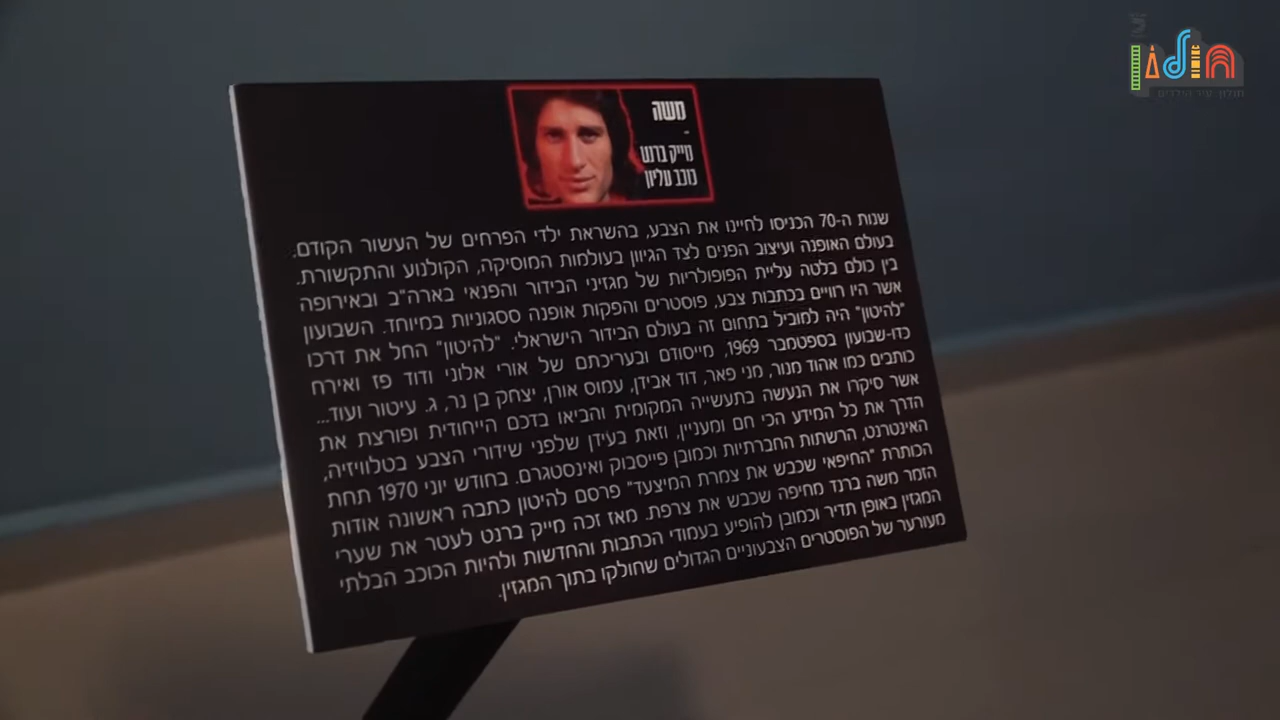 חולון
חולון. עיר הילדים
משה
-
מייק ברנט
כוכב עליון
שנות ה-70 הכניסו לחיינו את הצבע, בהשראת ילדי הפרחים של העשור הקודם.
בעולם האופנה ועיצוב הפנים לצד הגיוון בעולמות המוסיקה, הקולנוע והתקשורת.
בין כולם בלטה עליית הפופולריות של מגזיני הבידור והפנאי בארה"ב ובאירופה
אשר היו רוויים בכתבות צבע, פוסטרים והפקות אופנה ססגוניות במיוחד. השבועון
"להיטון" היה למוביל בתחום זה בעולם הבידור הישראלי. "להיטון" החל את דרכו
כדו-שבועון בספטמבר 1969, מייסודם ובעריכתם של אורי אלוני ודוד פז ואירח
כותבים כמו אהוד מנור, מני פאר, דוד אבידן, עמוס אורן, יצחק בן נר, ג. עיטור ועוד...
אשר סיקרו את הנעשה בתעשייה המקומית והביאו בדכם הייחודית ופורצת את
הדרך את כל המידע הכי חם ומעניין, וזאת בעידן שלפני שידורי הצבע בטלוויזיה,
האינטרנט, הרשתות החברתיות וכמובן פייסבוק ואינסטגרם. בחודש יוני 1970 תחת
הכותרת "החיפאי שכבש את צמרת המיצעד" פרסם להיטון כתבה ראשונה אודות
הזמר משה ברנד מחיפה שכבש את צרפת. מאז זכה מייק ברנט לעטר את שערי
המגזין באופן תדיר וכמובן להופיע בעמודי הכתבות והחדשות ולהיות הכוכב הבלתי
מעורער של הפוסטרים הצבעוניים הגדולים שחולקו בתוך המגזין.